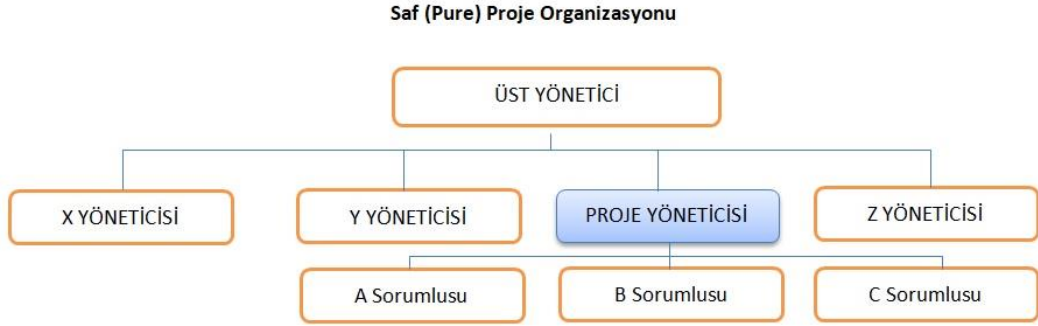 Saf (Pure) Proje Organizasyonu
ÜST YÖNETİCİ
X YÖNETİCİSİ
Y YÖNETİCİSİ
PROJE YÖNETİCİSİ
Z YÖNETİCİSİ
A Sorumlusu
B Sorumlusu
C Sorumlusu